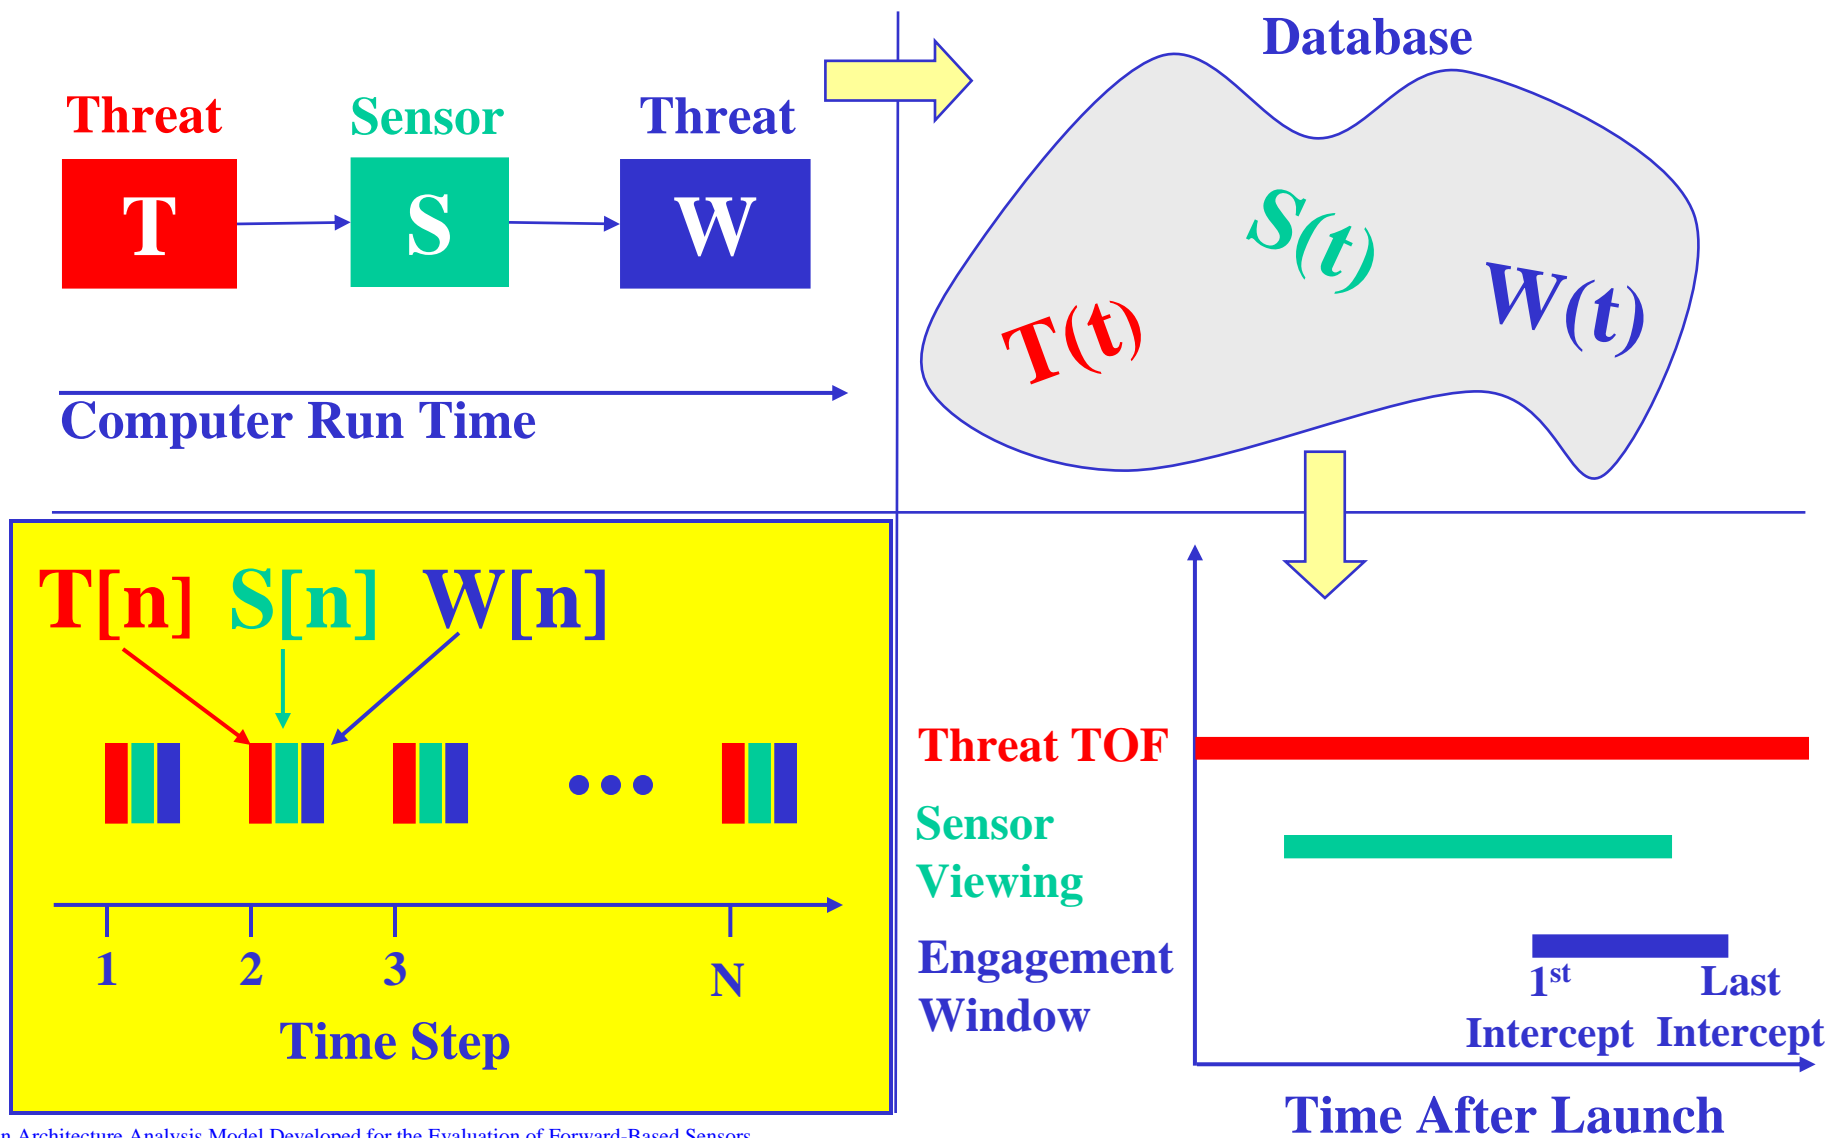 Threat
Sensor
Threat
T
S
W
Computer Run Time
Database
T(t)
S(t)
W(t)
T[n]
S[n]
W[n]
1
2
3
N
Time Step
Threat TOF
Sensor
Viewing
Engagement
Window
1st
Intercept
Last
Intercept
Time After Launch
Architecture Analysis Model Developed for the Evaluation of Forward-Based Sensors